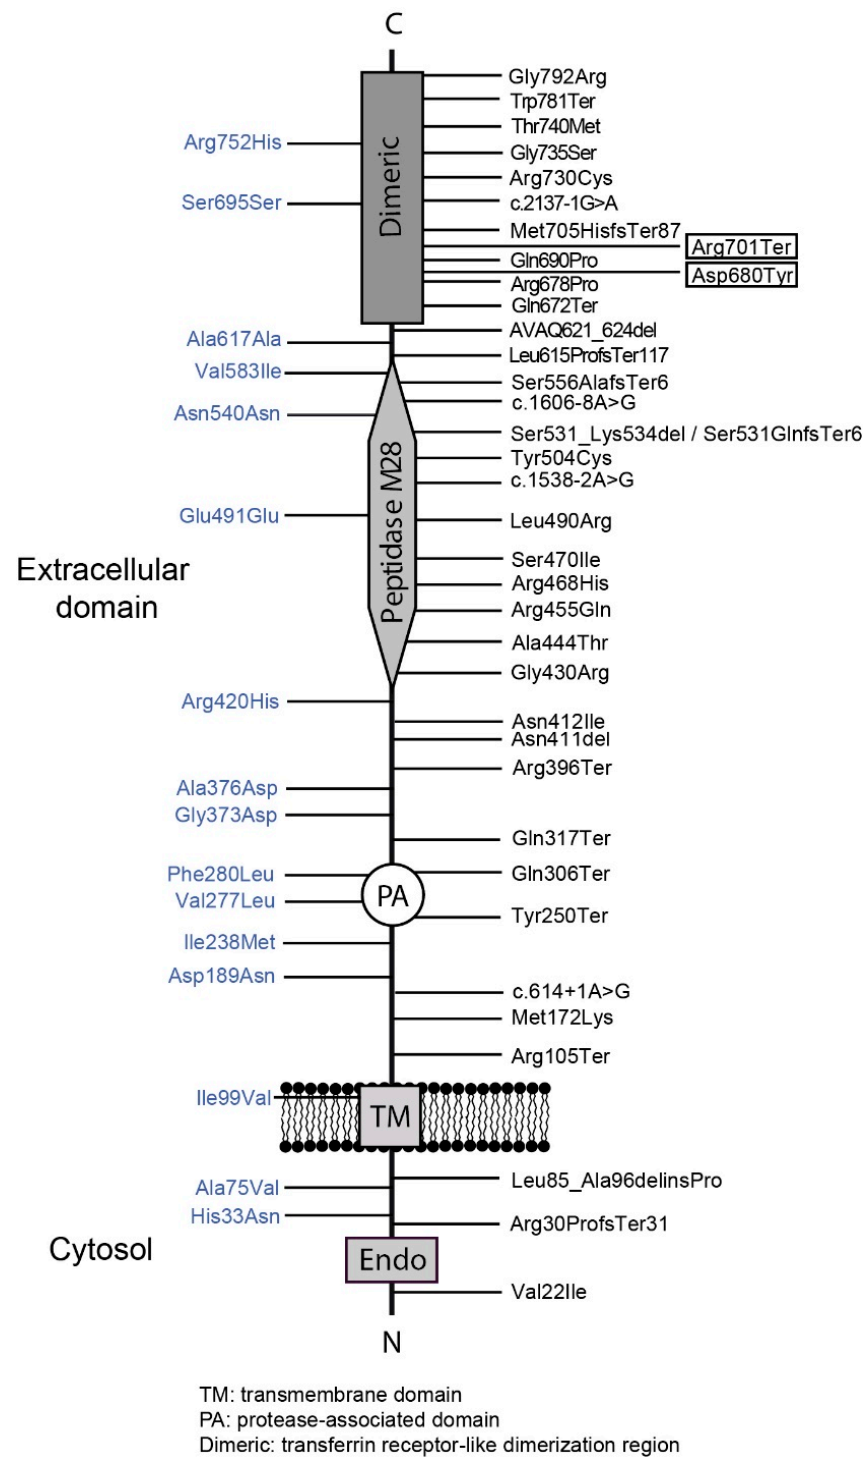 C
Gly792Arg
Trp781Ter
Thr740Met
Arg752His
Gly735Ser
Arg730Cys
Ser695Ser
c.2137-1G>A
Dimeric
Met705HisfsTer87
Arg701Ter
Gln690Pro
Asp680Tyr
Arg678Pro
Gln672Ter
AVAQ621_624del
Ala617Ala
Leu615ProfsTer117
Val583Ile
Ser556AlafsTer6
c.1606-8A>G
Asn540Asn
Ser531_Lys534del / Ser531GlnfsTer6
Tyr504Cys
c.1538-2A>G
Peptidase M28
Glu491Glu
Leu490Arg
Ser470Ile
Extracellular
domain
Arg468His
Arg455Gln
Ala444Thr
Gly430Arg
Arg420His
Asn412Ile
Asn411del
Arg396Ter
Ala376Asp
Gly373Asp
Gln317Ter
Phe280Leu
Gln306Ter
PA
Val277Leu
Tyr250Ter
Ile238Met
Asp189Asn
c.614+1A>G
Met172Lys
Arg105Ter
Ile99Val
TM
Leu85_Ala96delinsPro
Ala75Val
His33Asn
Arg30ProfsTer31
Cytosol
Endo
Val22Ile
N
TM: transmembrane domain
PA: protease-associated domain
Dimeric: transferrin receptor-like dimerization region